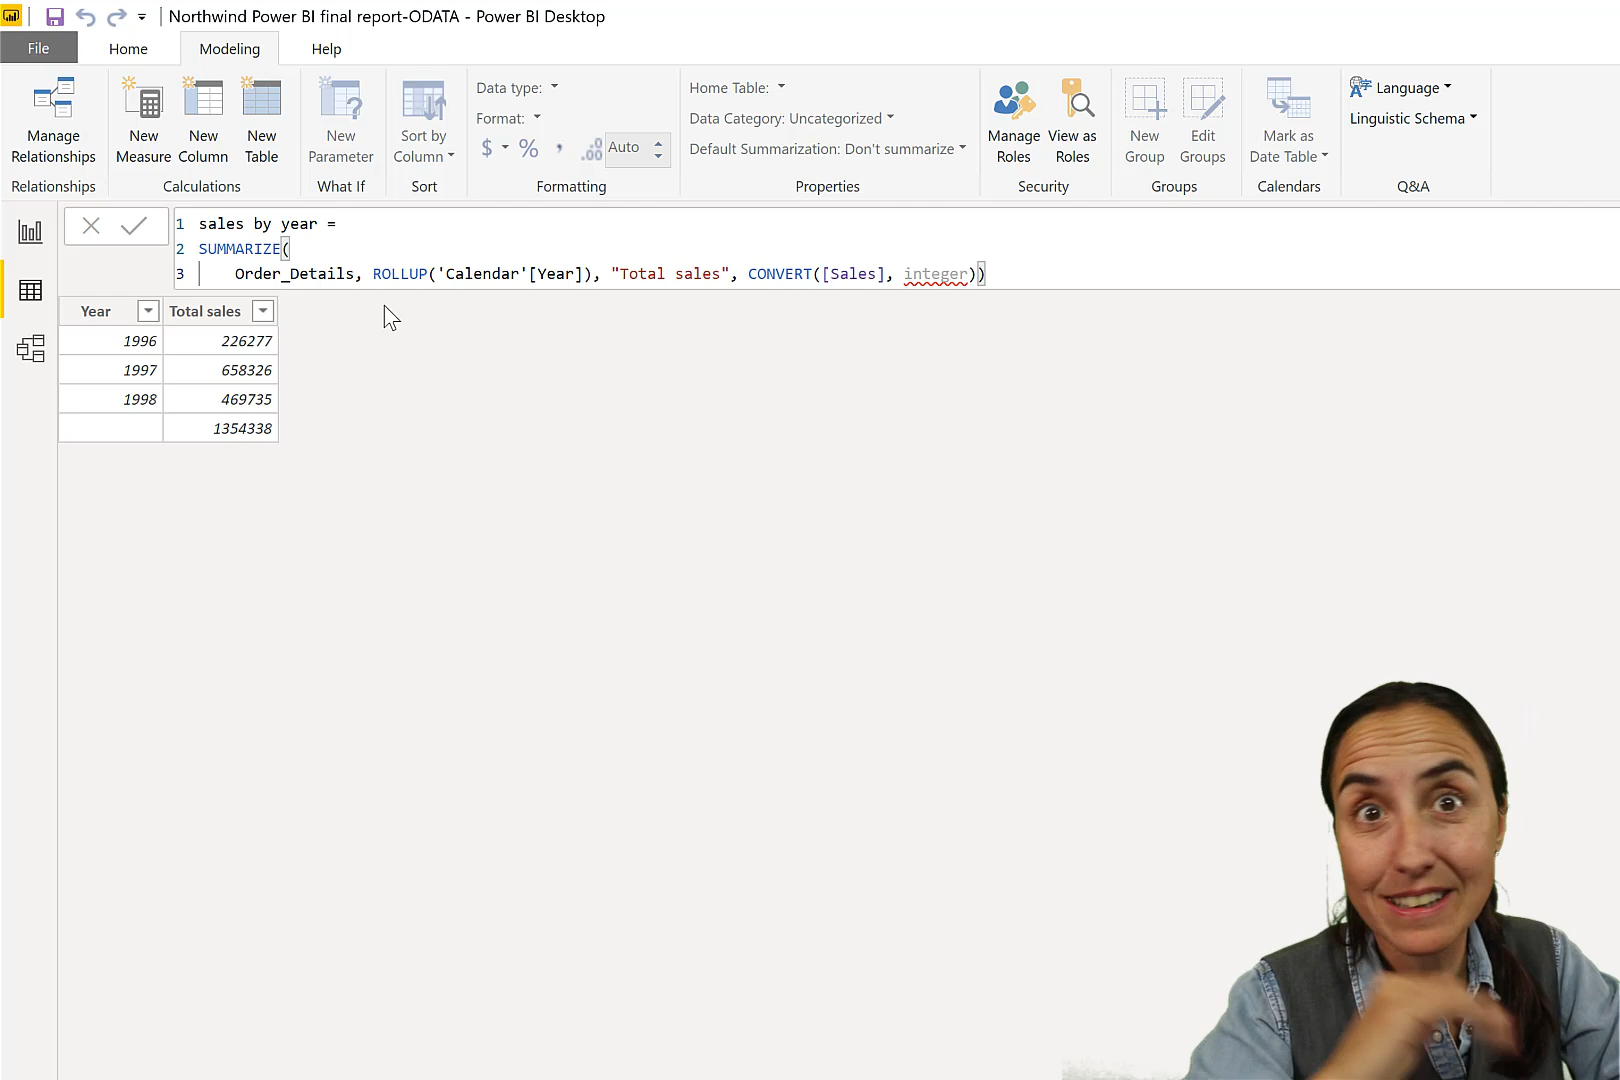 Northwind Power BI final report-ODATA - Power BI Desktop
File Home Modeling Help
Manage Relationships
New Measure
New Column
New Table
New Parameter
Sort by Column
Data type:
Format:
$ % , .00 Auto
Home Table:
Data Category: Uncategorized
Default Summarization: Don't summarize
Manage Roles
View as Roles
New Group
Edit Groups
Mark as Date Table
Language
Linguistic Schema
Relationships Calculations What If Sort Formatting Properties Security Groups Calendars Q&A
1 sales by year =
2 SUMMARIZE(
3 Order_Details, ROLLUP('Calendar'[Year]), "Total sales", CONVERT([Sales], integer))
Year Total sales
1996 226277
1997 658326
1998 469735
1354338